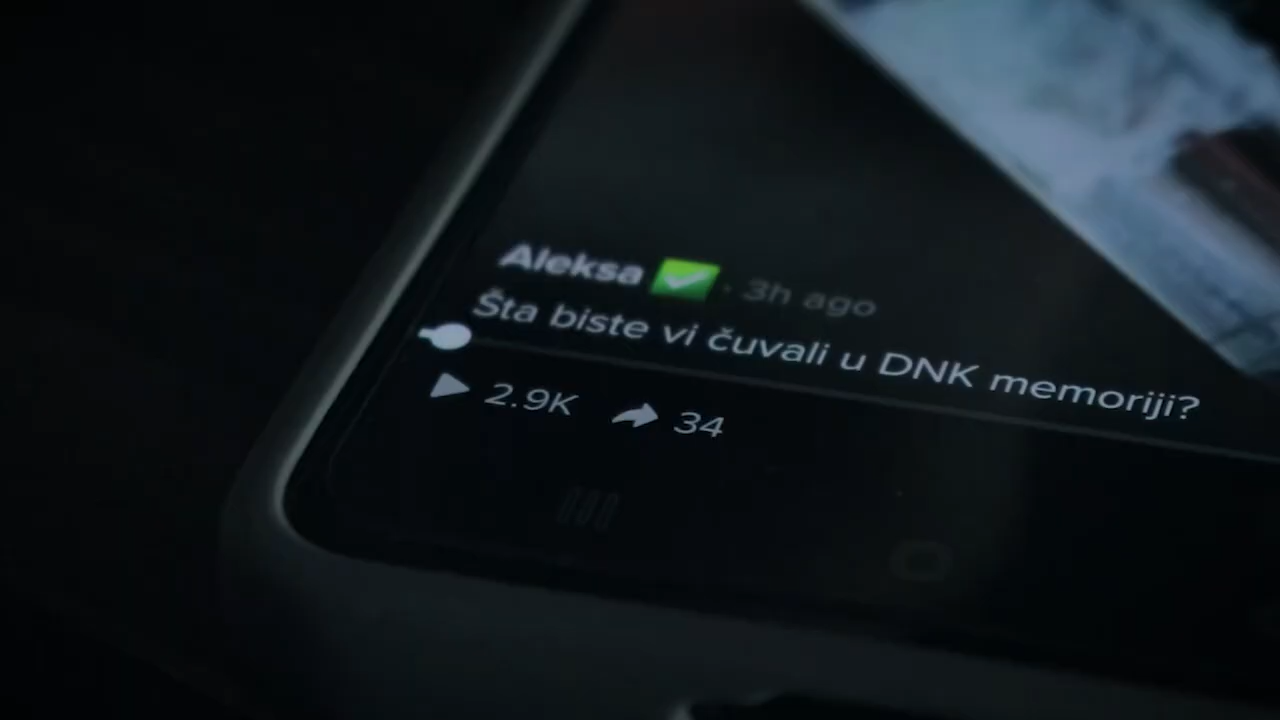 Aleksa ✅ · 3h ago
Šta biste vi čuvali u DNK memoriji?
2.9K 34